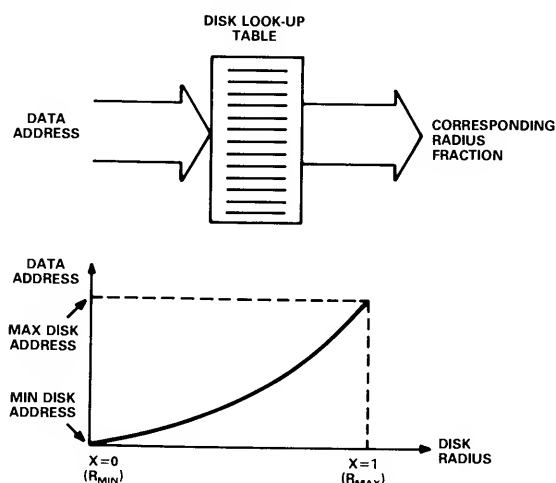 DISK LOOK-UP
TABLE
DATA
ADDRESS
CORRESPONDING
RADIUS
FRACTION
DATA
ADDRESS
MAX DISK
ADDRESS
MIN DISK
ADDRESS
DISK
RADIUS
X=0
(RMIN)
X=1
(RMAX)